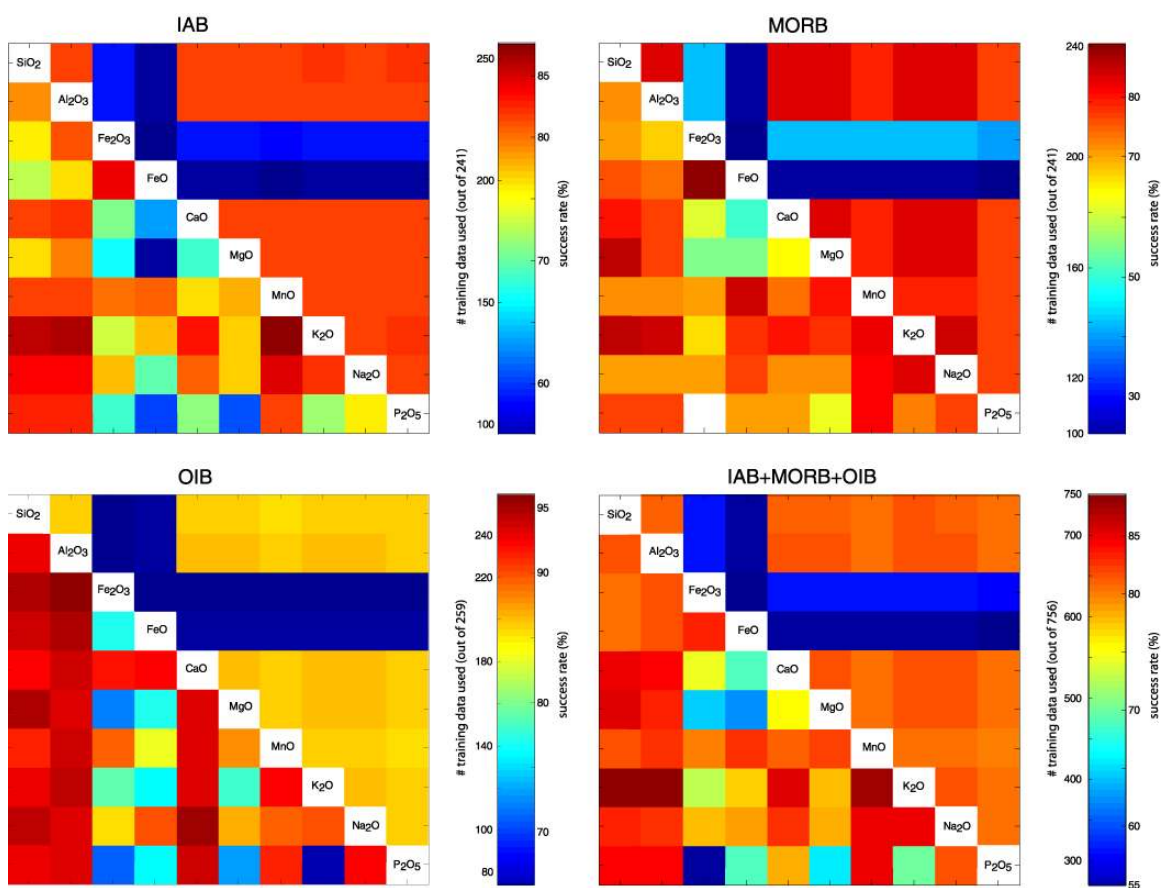 IAB
SiO2
Al2O3
Fe2O3
FeO
CaO
MgO
MnO
K2O
Na2O
P2O5
250
200
150
100
# training data used (out of 241)
85
80
70
60
success rate (%)
MORB
SiO2
Al2O3
Fe2O3
FeO
CaO
MgO
MnO
K2O
Na2O
P2O5
240
200
160
120
100
# training data used (out of 241)
80
70
50
30
success rate (%)
OIB
SiO2
Al2O3
Fe2O3
FeO
CaO
MgO
MnO
K2O
Na2O
P2O5
240
220
180
140
100
80
# training data used (out of 259)
95
90
80
70
success rate (%)
IAB+MORB+OIB
SiO2
Al2O3
Fe2O3
FeO
CaO
MgO
MnO
K2O
Na2O
P2O5
750
700
600
500
400
300
# training data used (out of 756)
85
80
70
60
55
success rate (%)